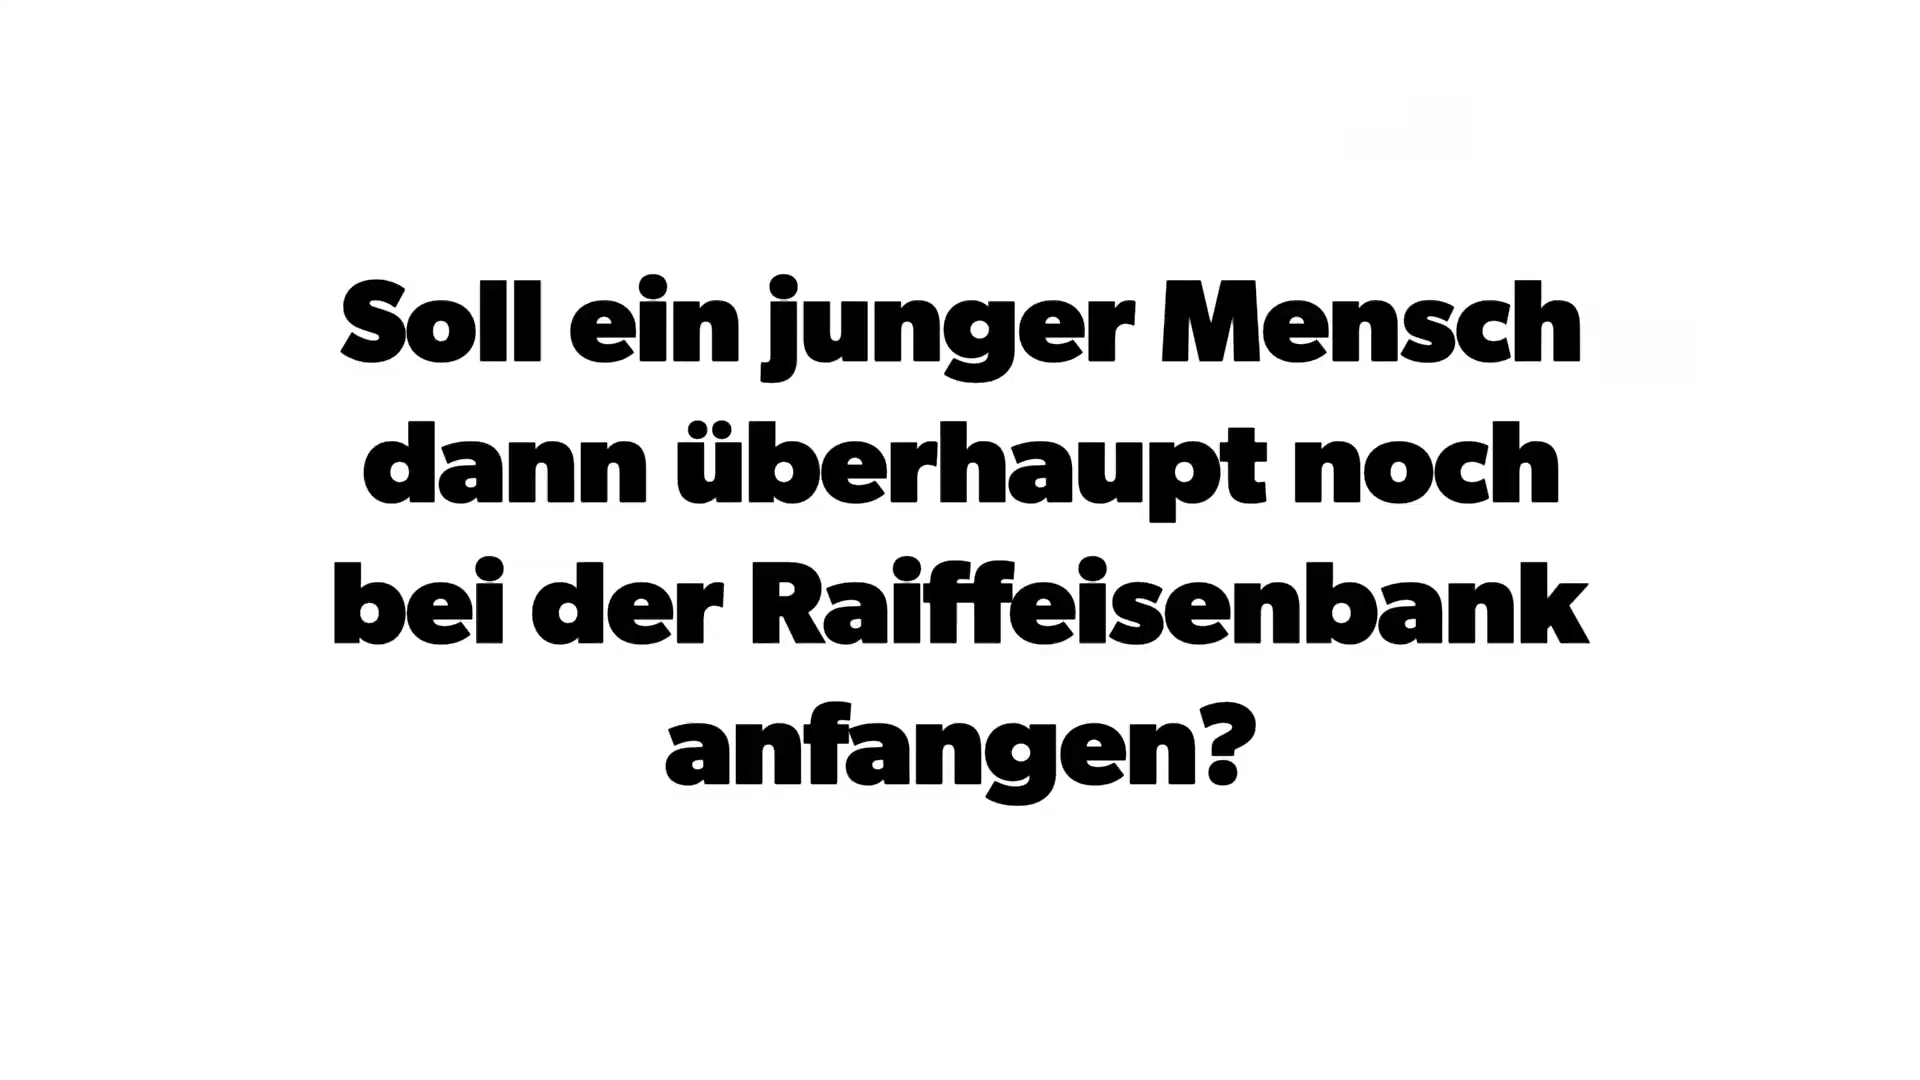 Soll ein junger Mensch
dann überhaupt noch
bei der Raiffeisenbank
anfangen?